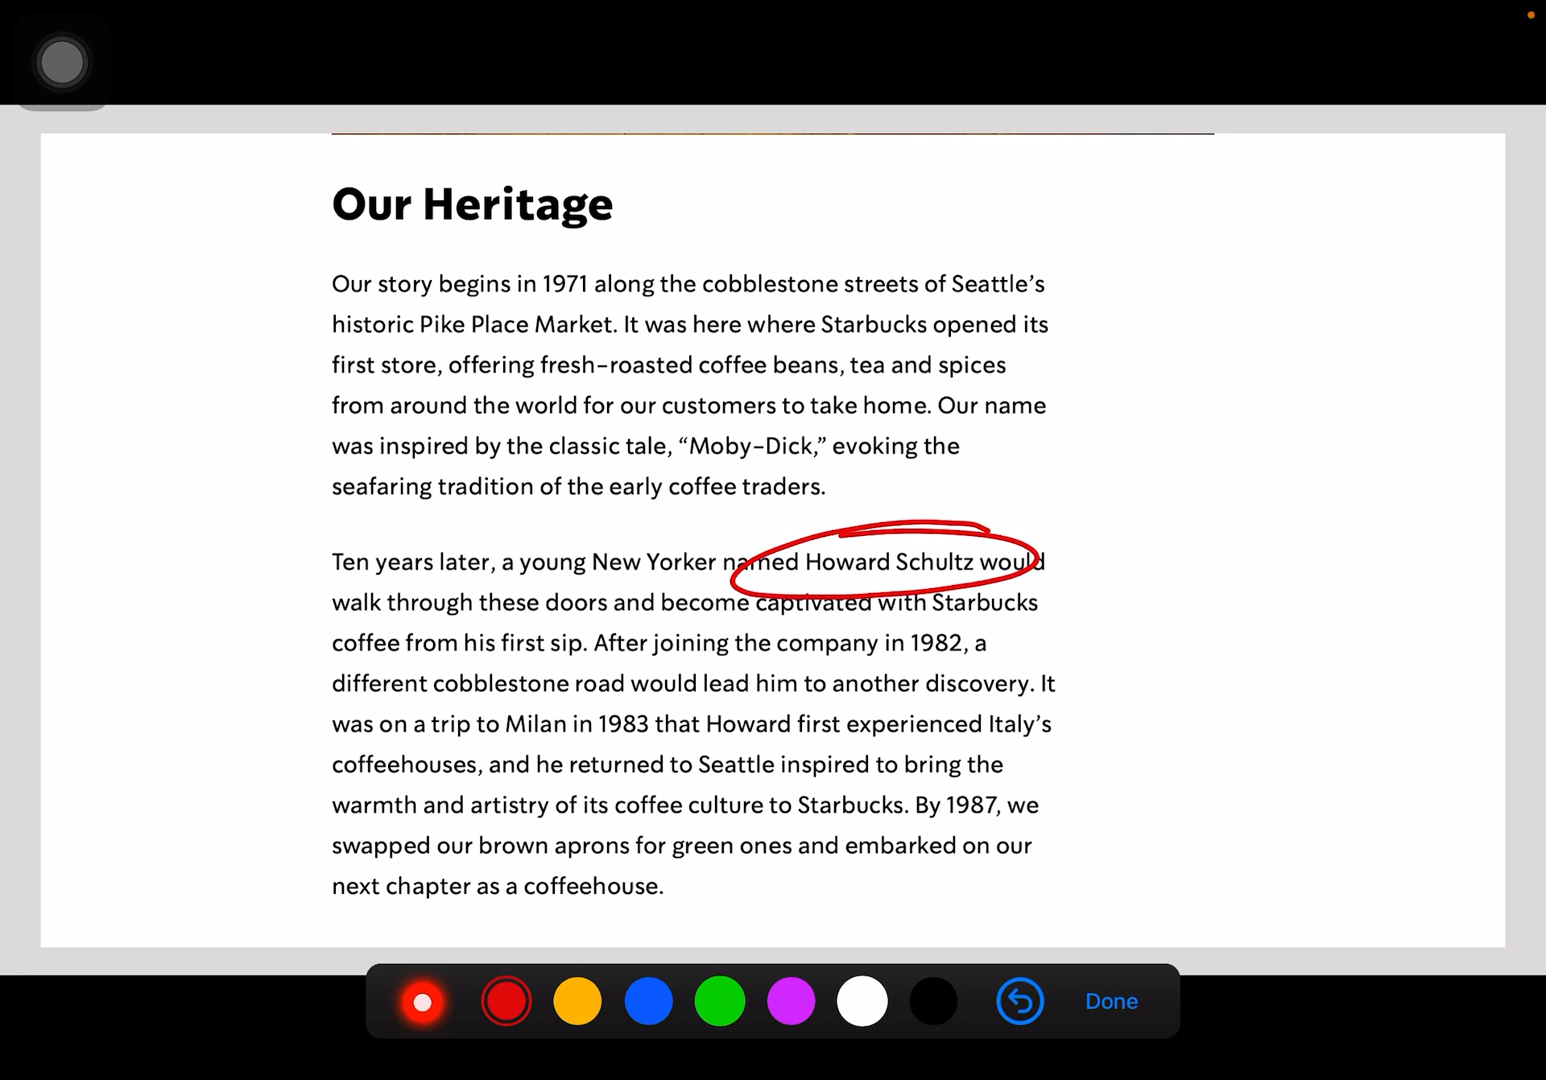 Our Heritage
Our story begins in 1971 along the cobblestone streets of Seattle’s
historic Pike Place Market. It was here where Starbucks opened its
first store, offering fresh-roasted coffee beans, tea and spices
from around the world for our customers to take home. Our name
was inspired by the classic tale, “Moby-Dick,” evoking the
seafaring tradition of the early coffee traders.
Ten years later, a young New Yorker named Howard Schultz would
walk through these doors and become captivated with Starbucks
coffee from his first sip. After joining the company in 1982, a
different cobblestone road would lead him to another discovery. It
was on a trip to Milan in 1983 that Howard first experienced Italy’s
coffeehouses, and he returned to Seattle inspired to bring the
warmth and artistry of its coffee culture to Starbucks. By 1987, we
swapped our brown aprons for green ones and embarked on our
next chapter as a coffeehouse.
Done